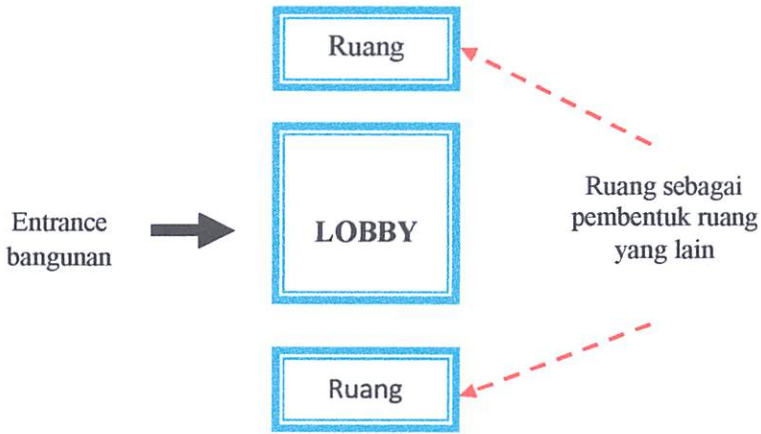 Ruang
Entrance
bangunan
LOBBY
Ruang sebagai
pembentuk ruang
yang lain
Ruang